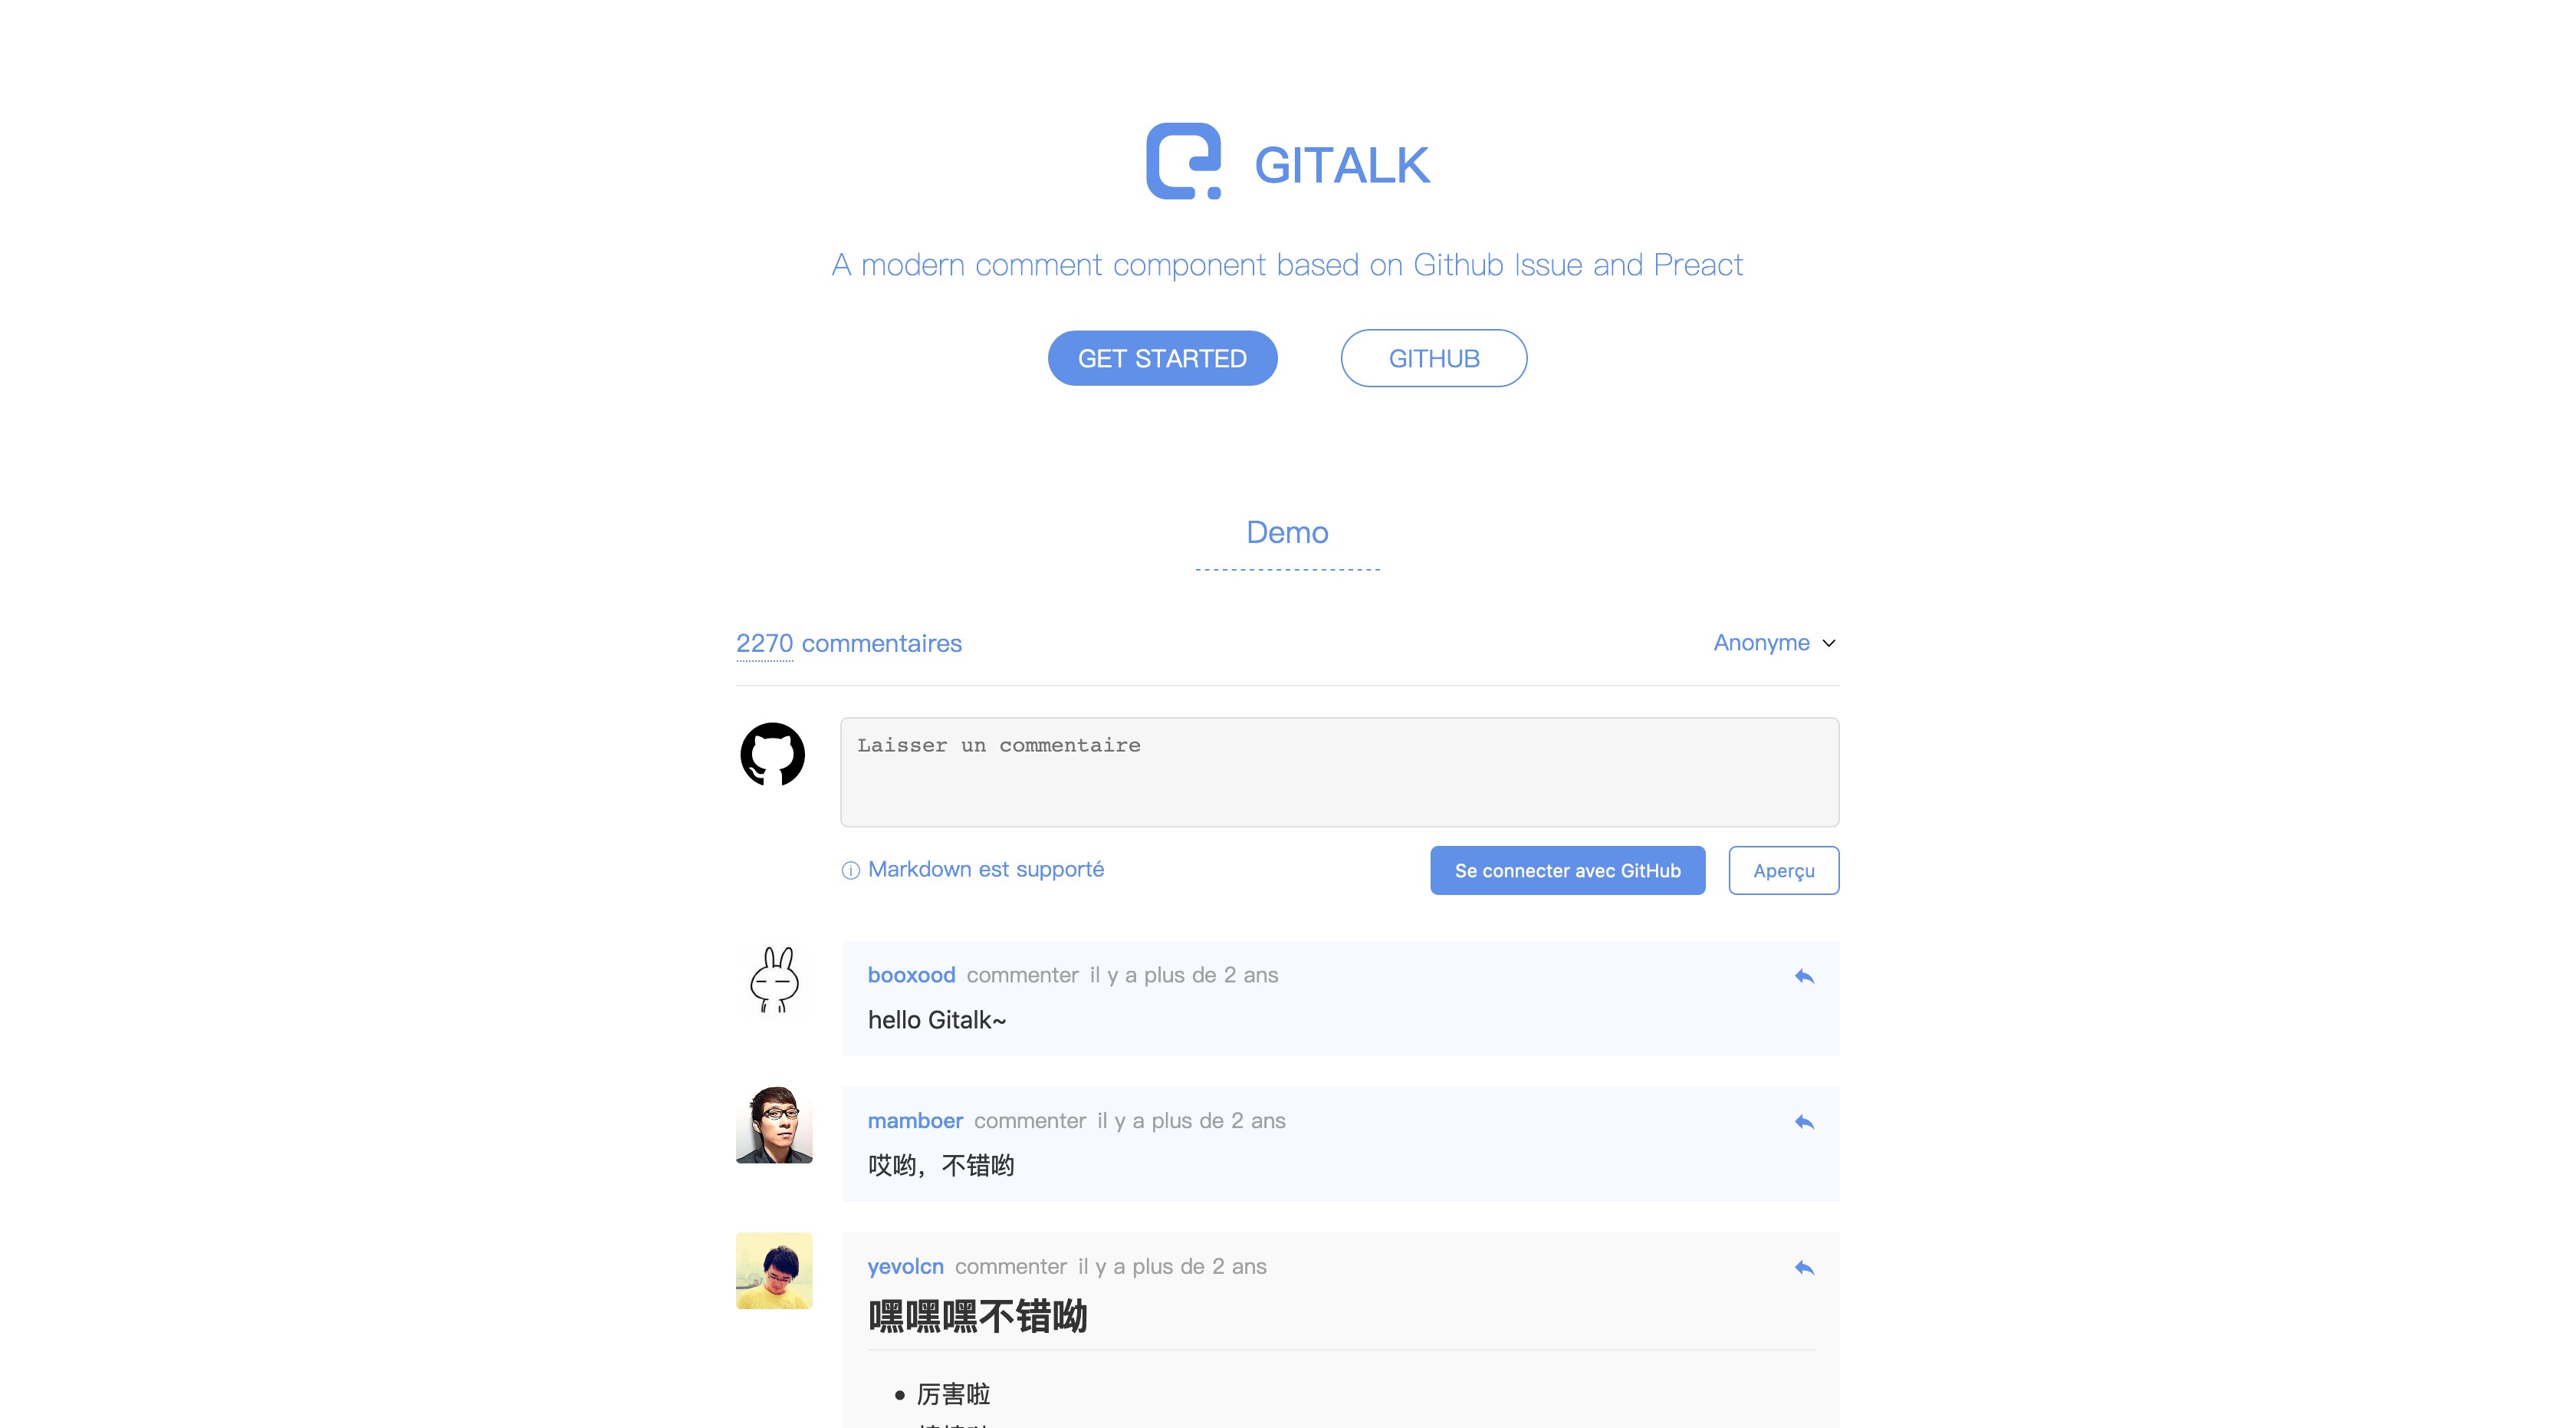 GITALK
A modern comment component based on Github Issue and Preact
GET STARTED
GITHUB
Demo
2270 commentaires
Anonyme
Laisser un commentaire
Markdown est supporté
Se connecter avec GitHub
Aperçu
booxood commenter il y a plus de 2 ans
hello Gitalk~
mamboer commenter il y a plus de 2 ans
哎哟，不错哟
yevolcn commenter il y a plus de 2 ans
嘿嘿嘿不错呦
厉害啦